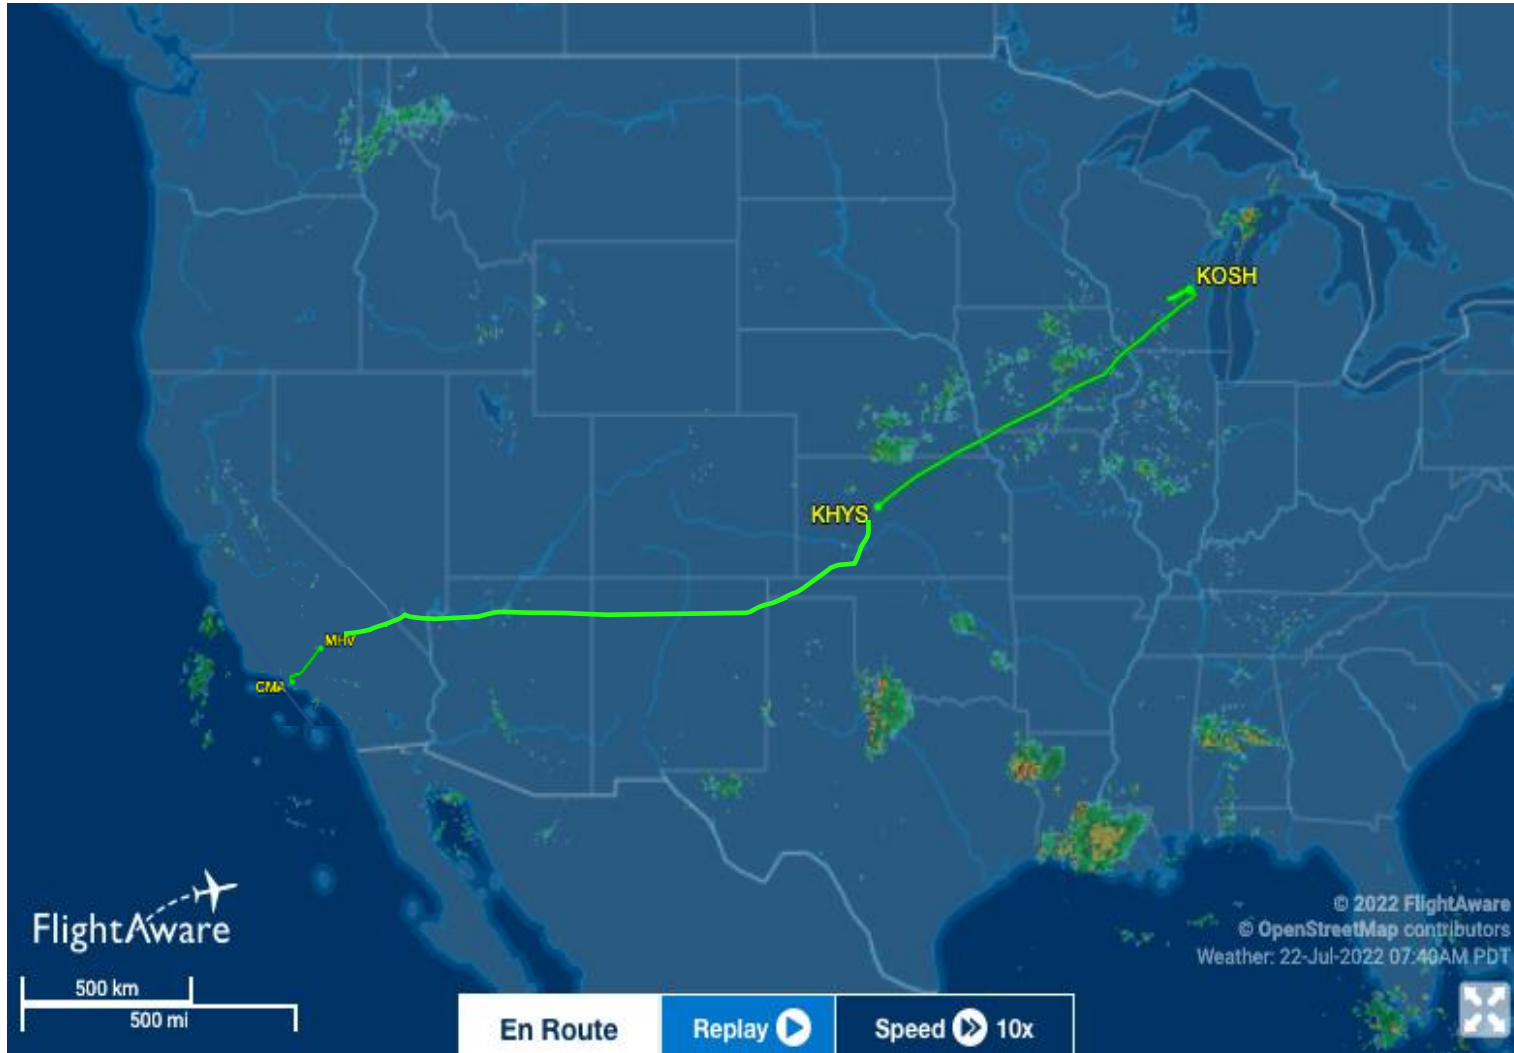 KOSH
KHYS
MHV
CMA
FlightAware
© 2022 FlightAware
© OpenStreetMap contributors
Weather: 22-Jul-2022 07:40AM PDT
500 km
500 mi
En Route
Replay
Speed 10x